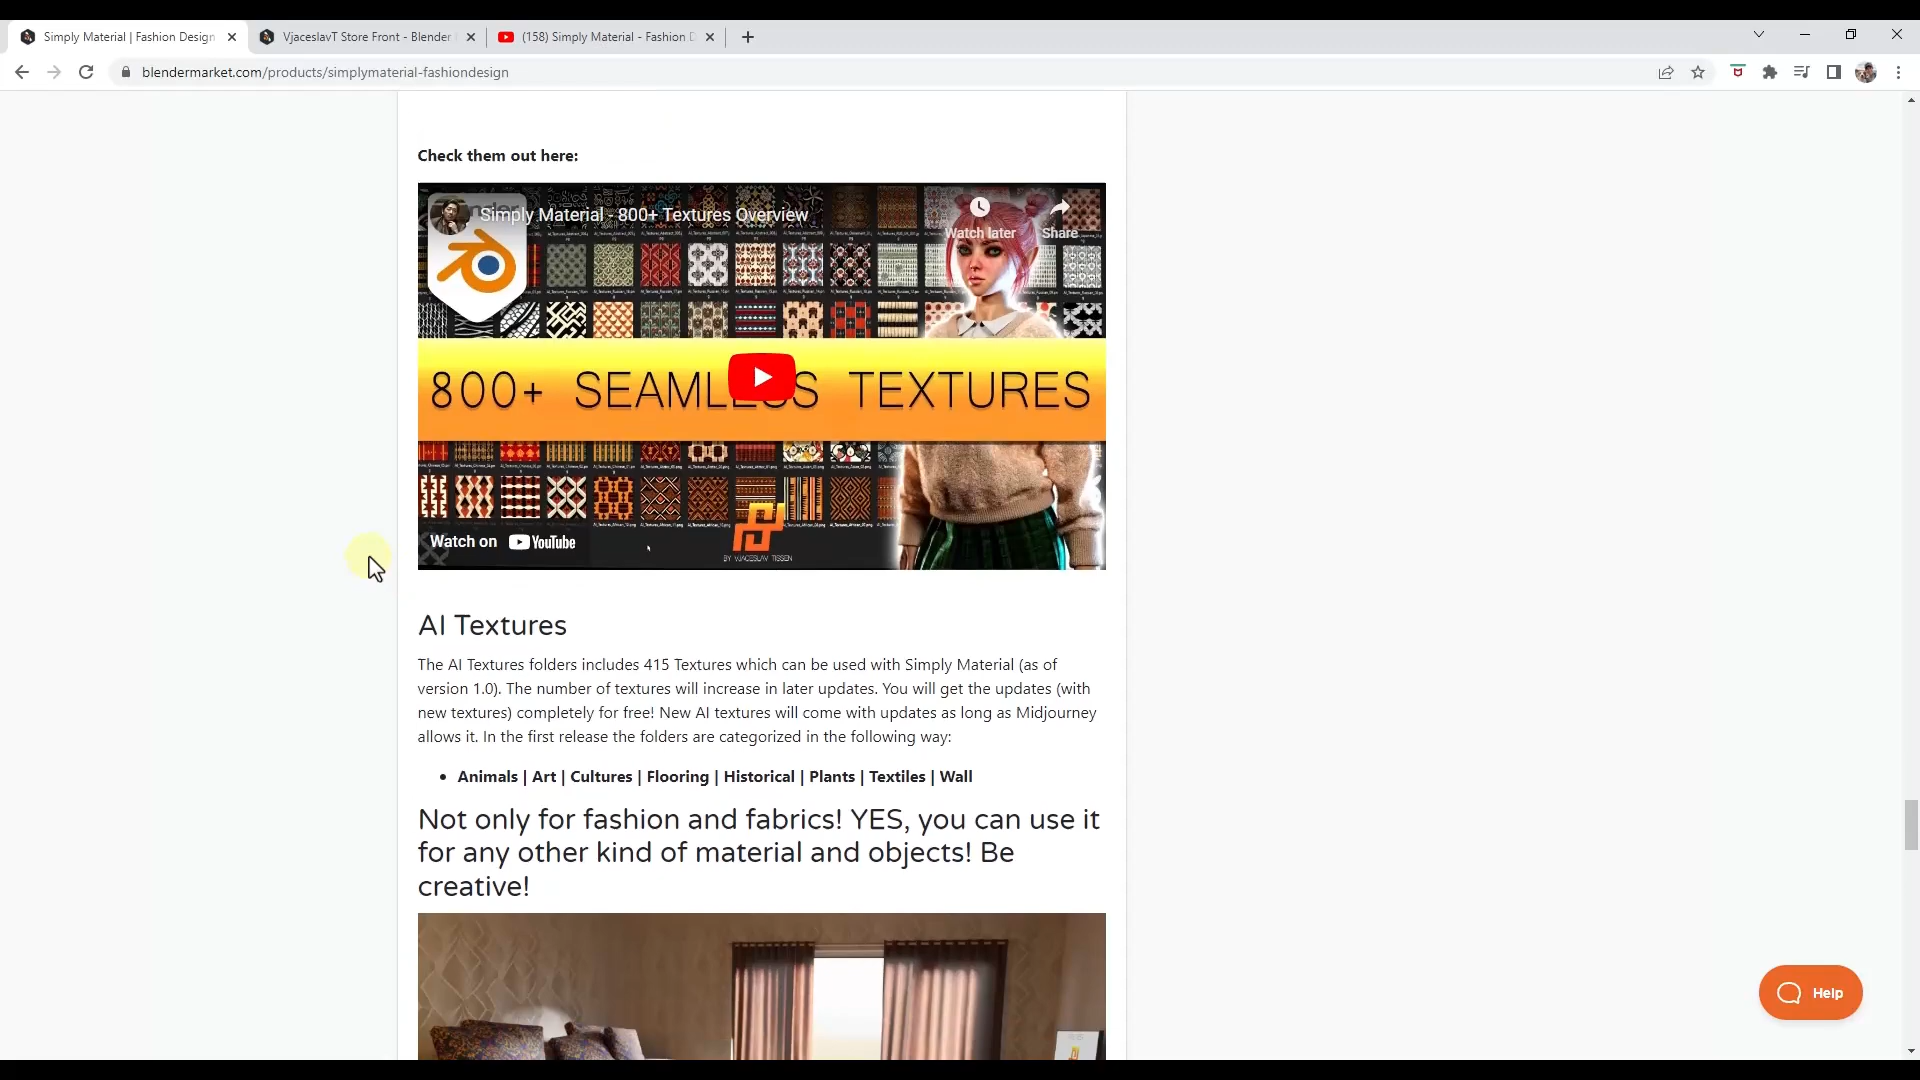 Simply Material | Fashion Design
VjaceslavT Store Front - Blender
(158) Simply Material - Fashion D
blendermarket.com/products/simplymaterial-fashiondesign
Check them out here:
Simply Material - 800+ Textures Overview
Watch later
Share
800+ SEAMLESS TEXTURES
Watch on YouTube
BY VJACESLAV TISSEN
AI Textures
The AI Textures folders includes 415 Textures which can be used with Simply Material (as of
version 1.0). The number of textures will increase in later updates. You will get the updates (with
new textures) completely for free! New AI textures will come with updates as long as Midjourney
allows it. In the first release the folders are categorized in the following way:
• Animals | Art | Cultures | Flooring | Historical | Plants | Textiles | Wall
Not only for fashion and fabrics! YES, you can use it
for any other kind of material and objects! Be
creative!
Help